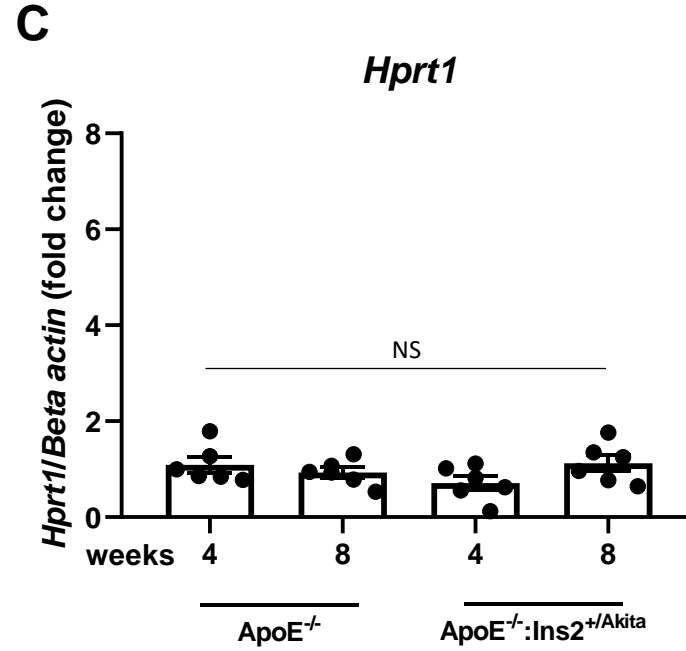 C
Hprt1
Hprt1/Beta actin (fold change)
8
6
4
2
0
NS
weeks 4 8 4 8
ApoE-/- ApoE-/-:Ins2+/Akita